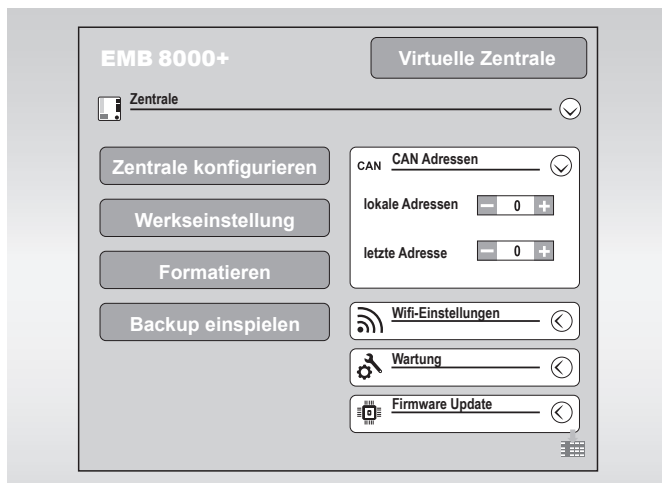 EMB 8000+
Virtuelle Zentrale
Zentrale
Zentrale konfigurieren
Werkseinstellung
Formatieren
Backup einspielen
CAN CAN Adressen
lokale Adressen 0
letzte Adresse 0
Wifi-Einstellungen
Wartung
Firmware Update